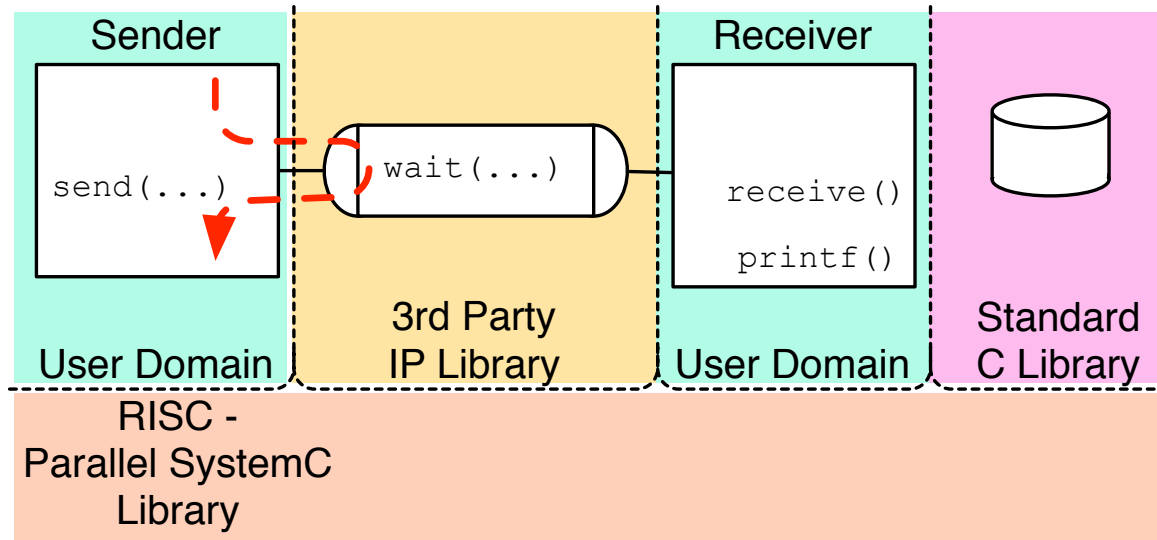 Sender
send(...)
User Domain
wait(...)
3rd Party
IP Library
Receiver
receive()
printf()
User Domain
Standard
C Library
RISC -
Parallel SystemC
Library